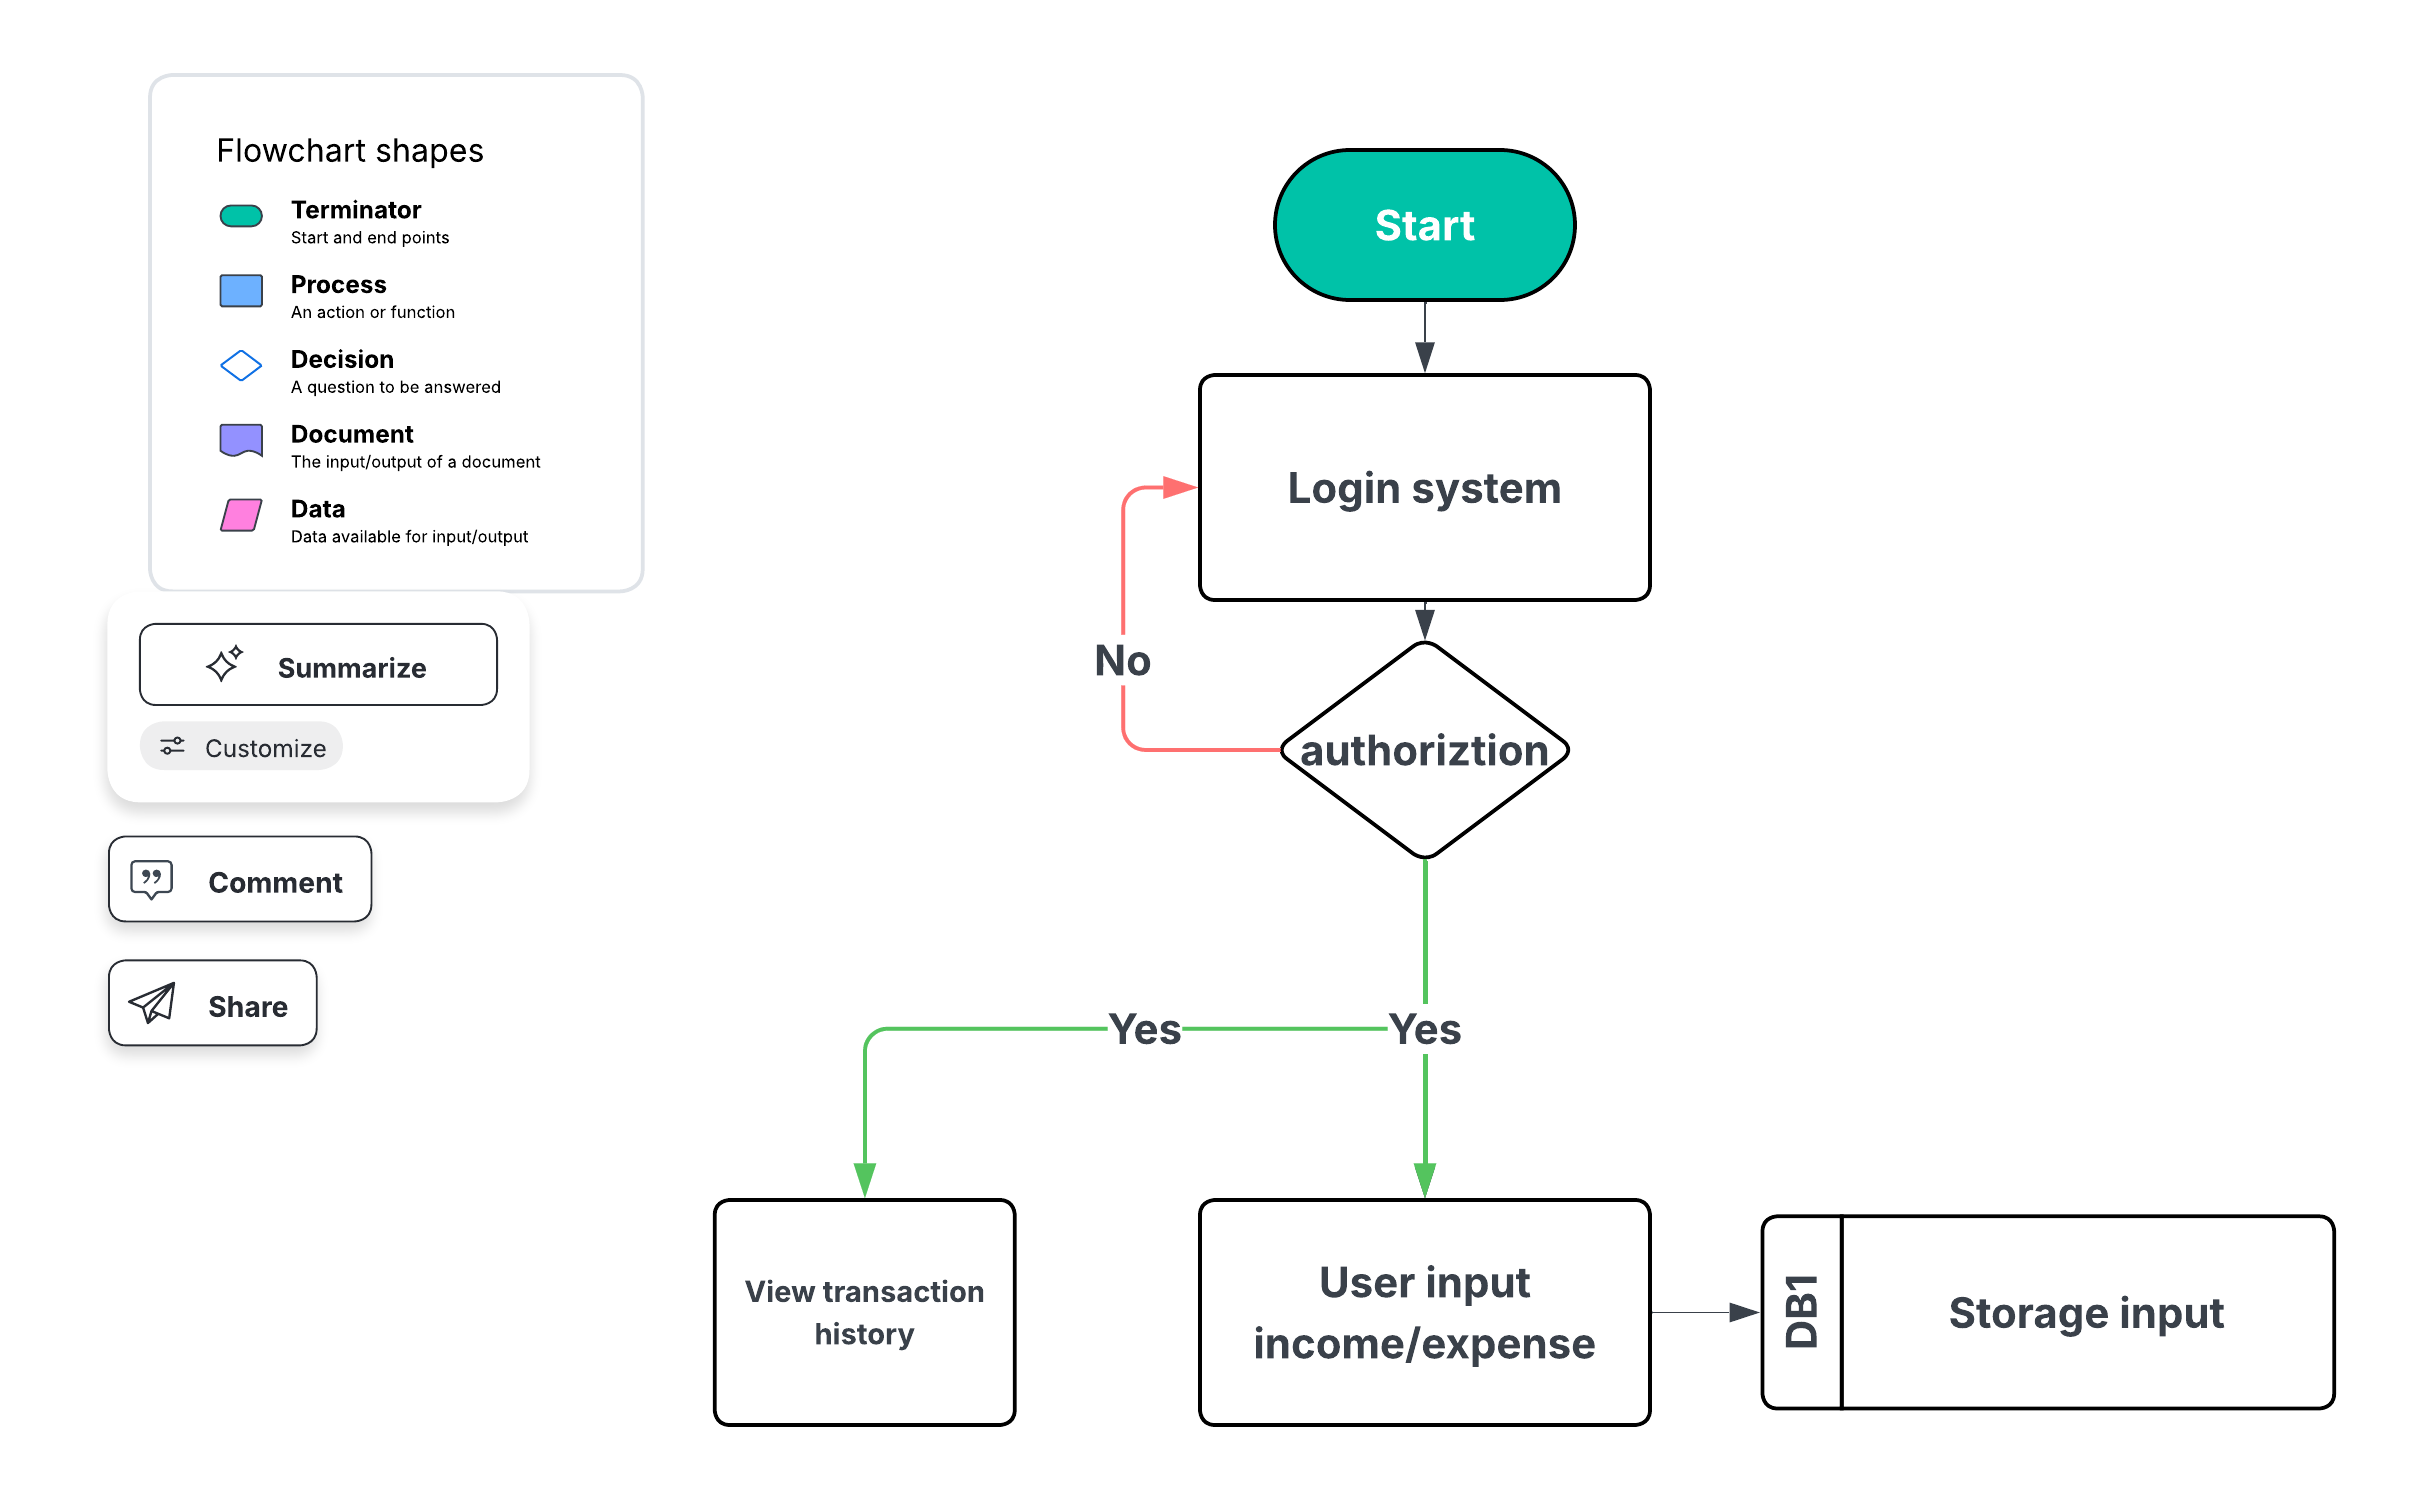 Flowchart shapes
Terminator
Start and end points
Process
An action or function
Decision
A question to be answered
Document
The input/output of a document
Data
Data available for input/output
Summarize
Customize
Comment
Share
Start
Login system
No
authoriztion
Yes
Yes
View transaction
history
User input
income/expense
DB1
Storage input